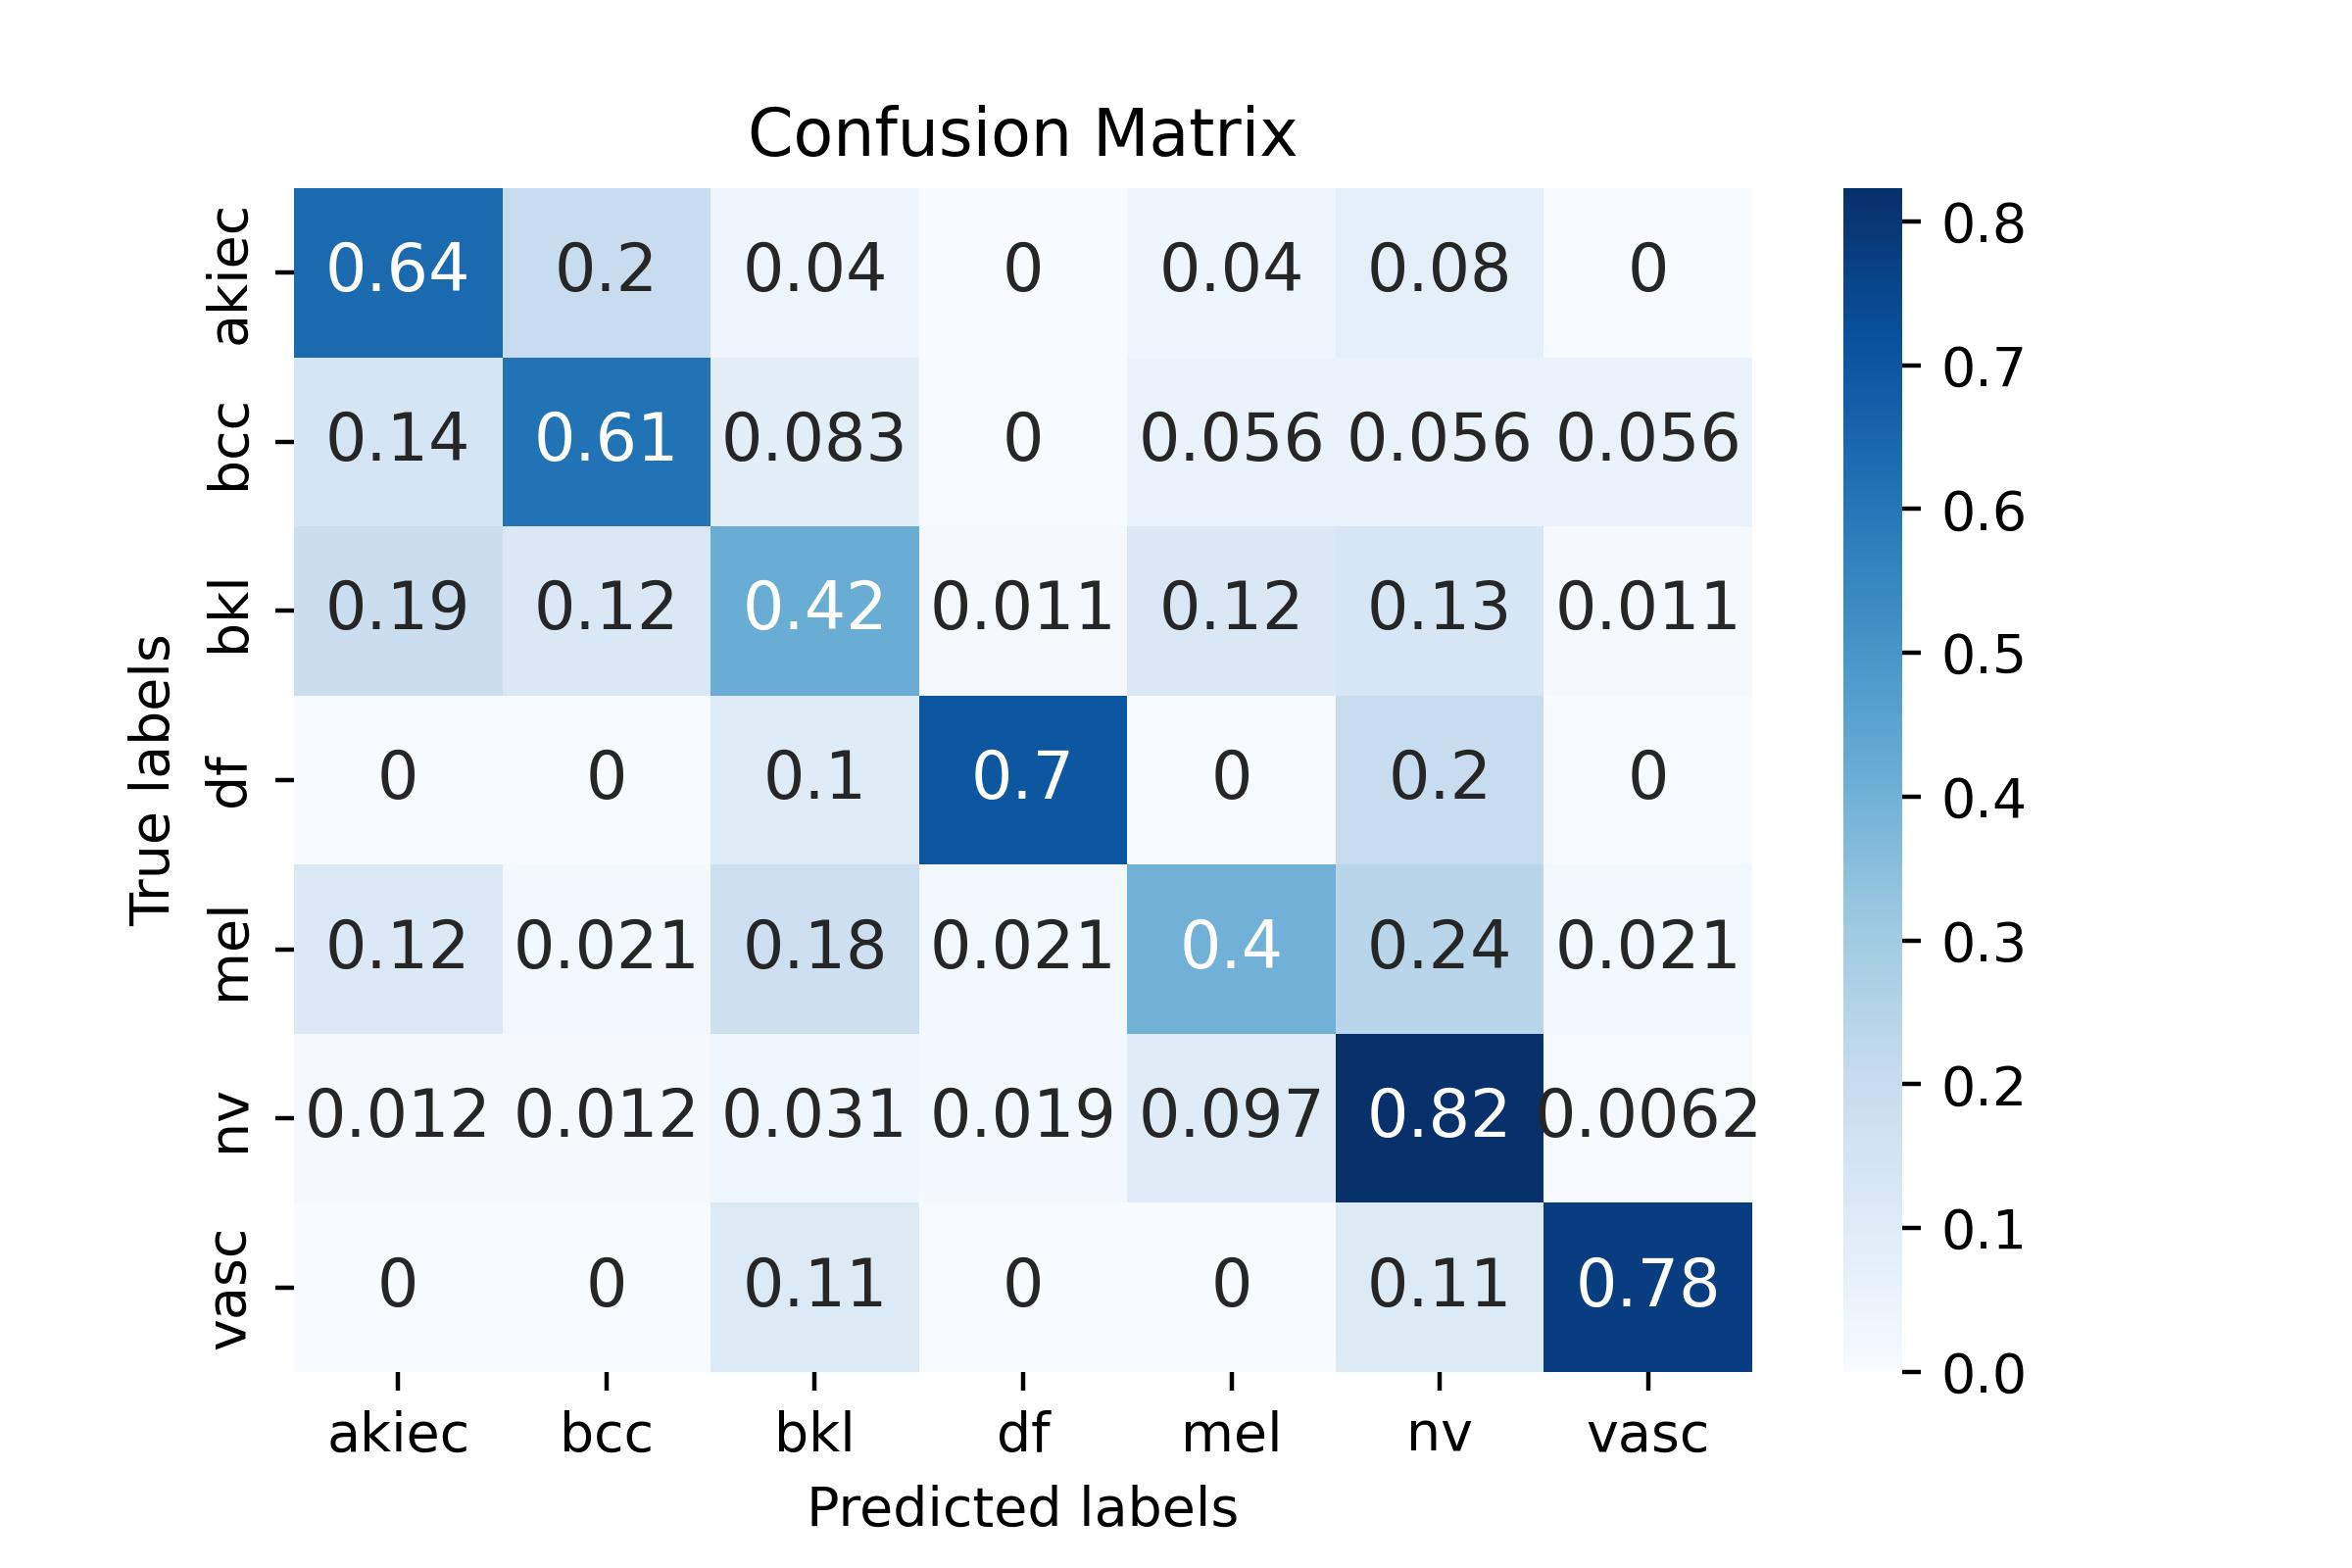 Confusion Matrix
akiec 0.64 0.2 0.04 0 0.04 0.08 0
bcc 0.14 0.61 0.083 0 0.056 0.056 0.056
bkl 0.19 0.12 0.42 0.011 0.12 0.13 0.011
df 0 0 0.1 0.7 0 0.2 0
mel 0.12 0.021 0.18 0.021 0.4 0.24 0.021
nv 0.012 0.012 0.031 0.019 0.097 0.82 0.0062
vasc 0 0 0.11 0 0 0.11 0.78
True labels
akiec bcc bkl df mel nv vasc
Predicted labels
0.8
0.7
0.6
0.5
0.4
0.3
0.2
0.1
0.0